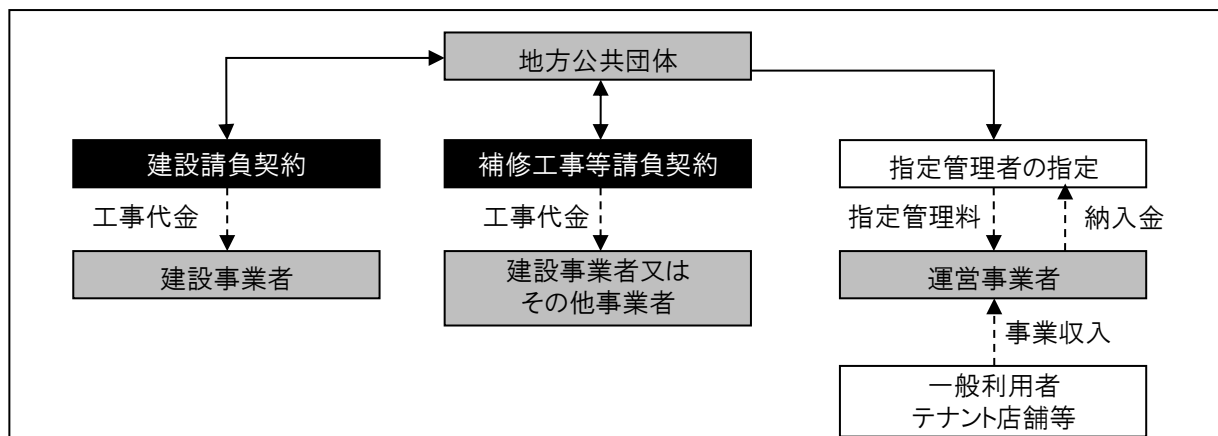 地方公共団体
建設請負契約
補修工事等請負契約
指定管理者の指定
工事代金
工事代金
指定管理料
納入金
建設事業者
建設事業者又は
その他事業者
運営事業者
事業収入
一般利用者
テナント店舗等